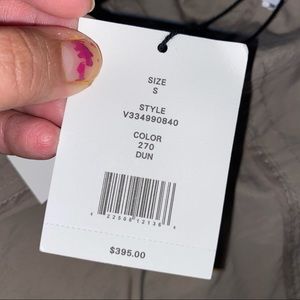 SIZE
S
STYLE
V334990840
COLOR
270
DUN
$395.00